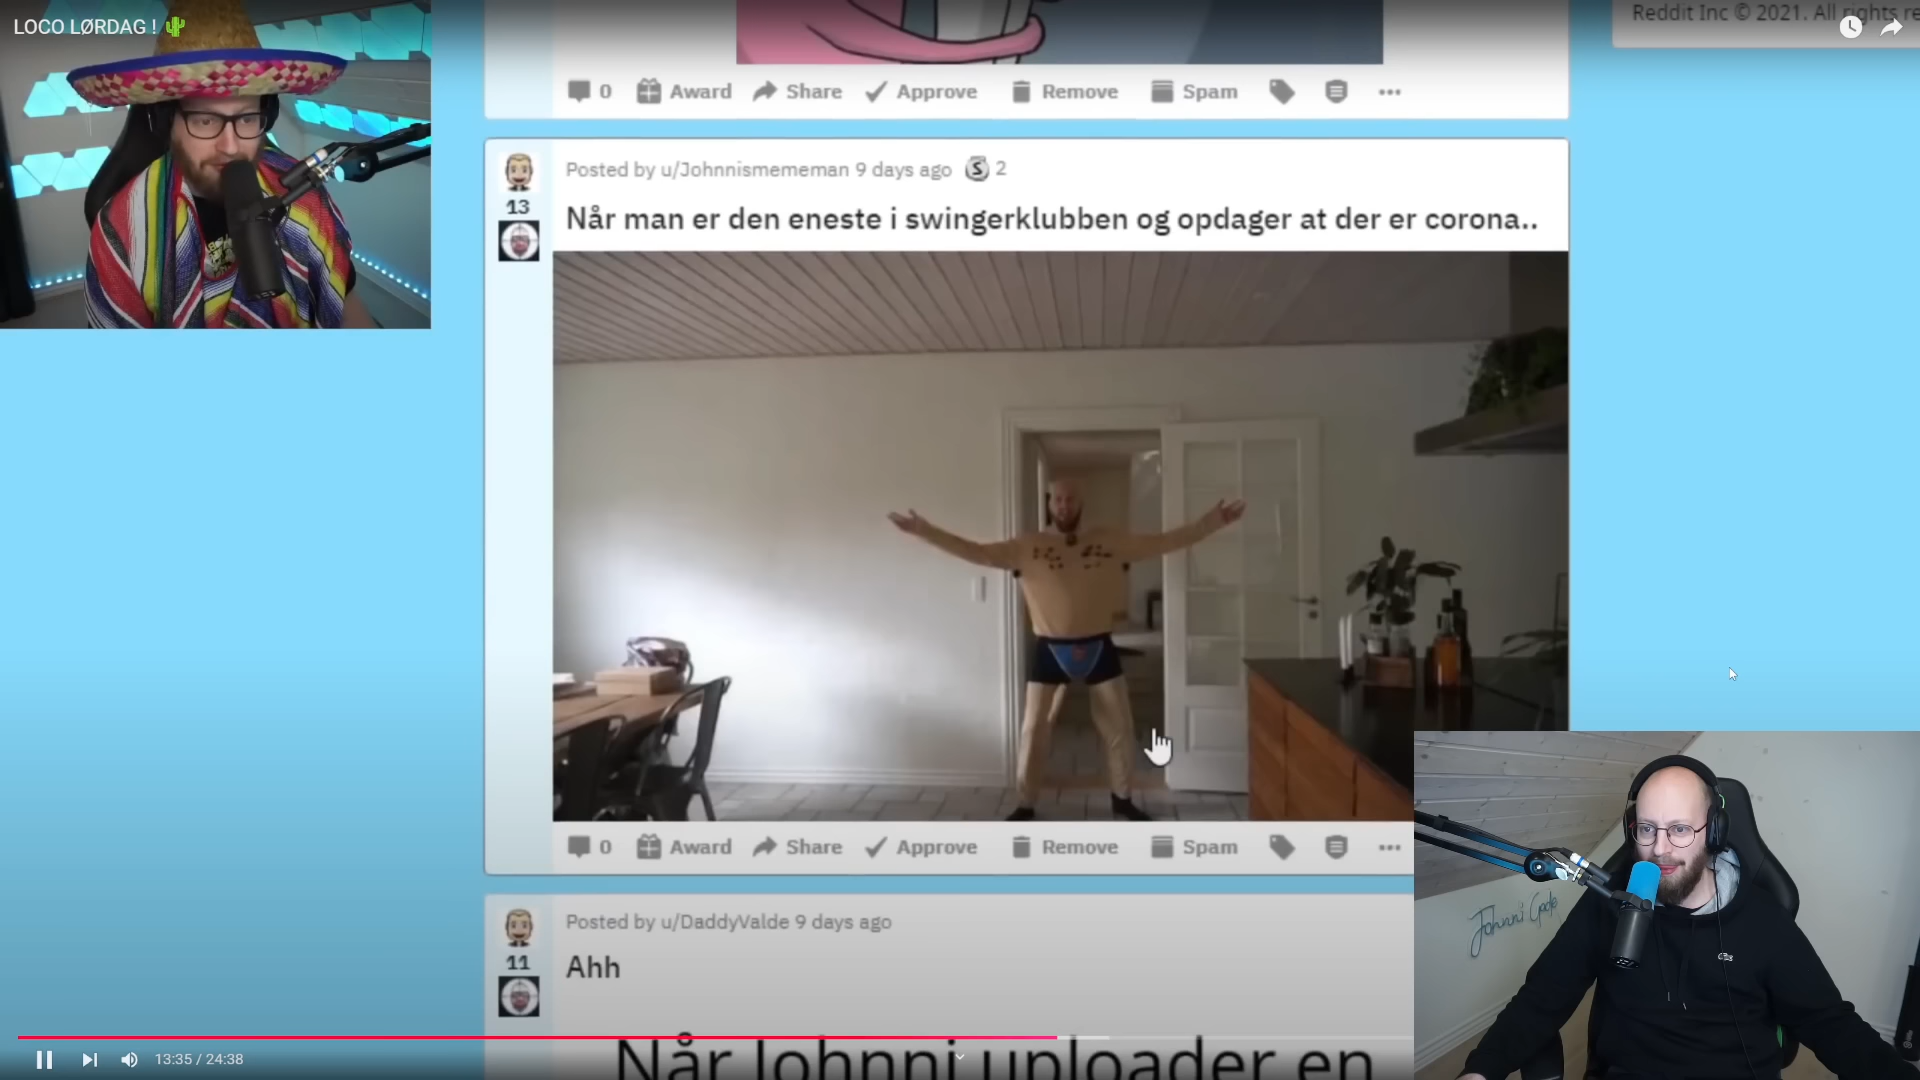 LOCO LØRDAG ! 🌵
Reddit Inc © 2021. All rights re
0 Award Share Approve Remove Spam
Posted by u/Johnnismememan 9 days ago 2
13
Når man er den eneste i swingerklubben og opdager at der er corona..
0 Award Share Approve Remove Spam
Posted by u/DaddyValde 9 days ago
11
Ahh
Når Johnni uploader en
Johnni Gade
13:35 / 24:38